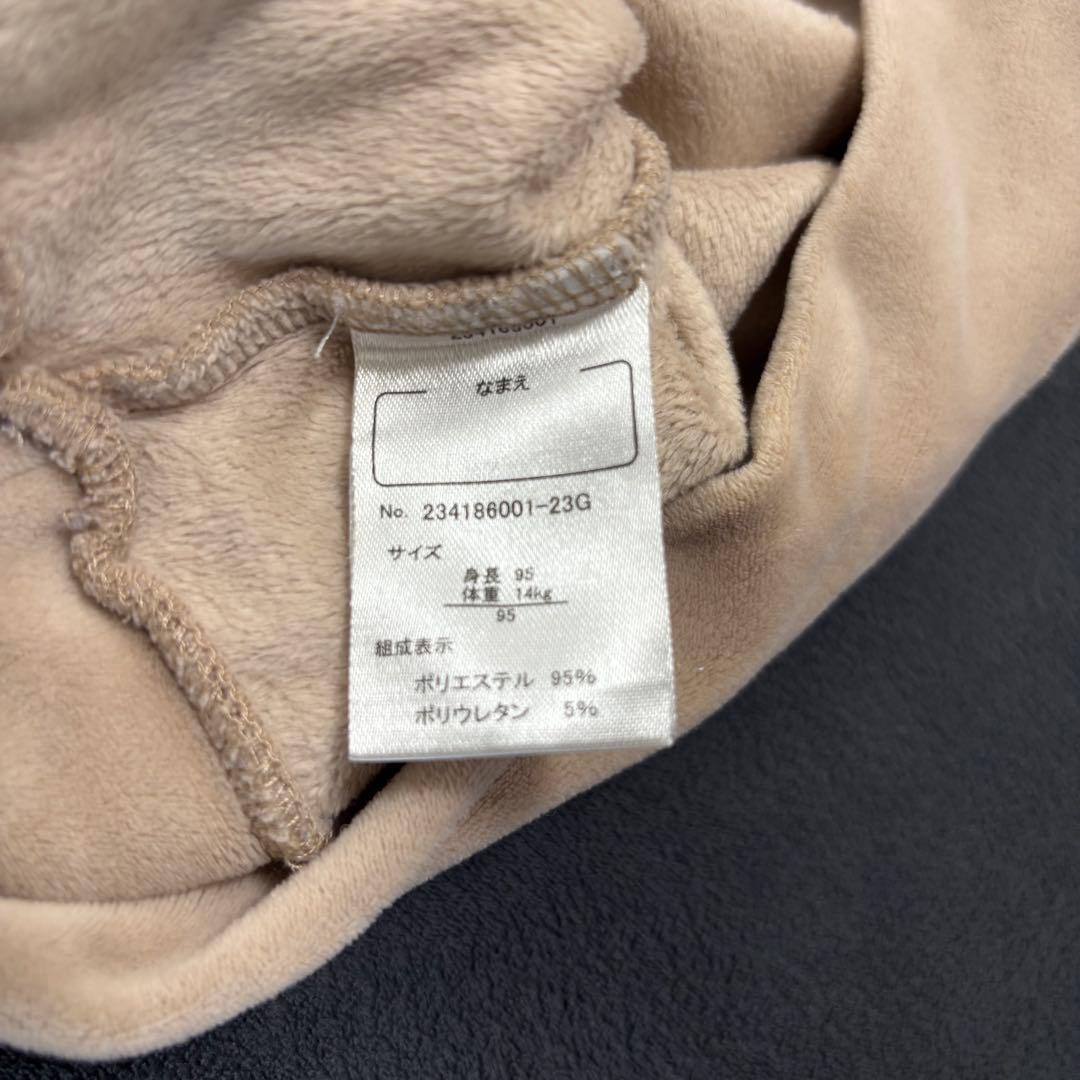 なまえ
No. 234186001-23G
サイズ
身長 95
体重 14kg
95
組成表示
ポリエステル 95%
ポリウレタン 5%